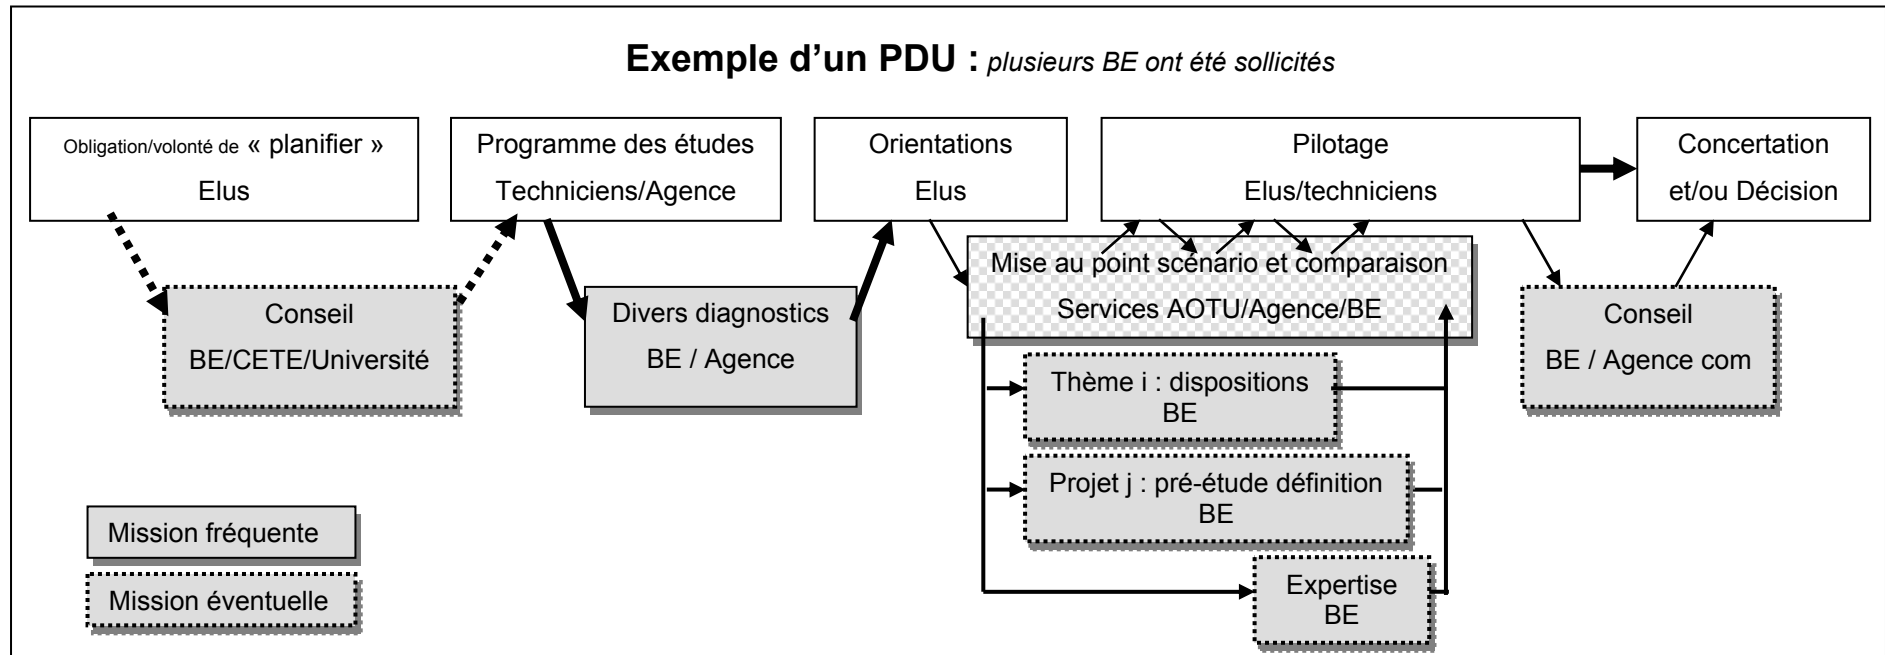 Exemple d’un PDU : plusieurs BE ont été sollicités
Obligation/volonté de « planifier »
Elus
Programme des études
Techniciens/Agence
Orientations
Elus
Pilotage
Elus/techniciens
Concertation
et/ou Décision
Conseil
BE/CETE/Université
Divers diagnostics
BE / Agence
Mise au point scénario et comparaison
Services AOTU/Agence/BE
Conseil
BE / Agence com
Thème i : dispositions
BE
Projet j : pré-étude définition
BE
Expertise
BE
Mission fréquente
Mission éventuelle